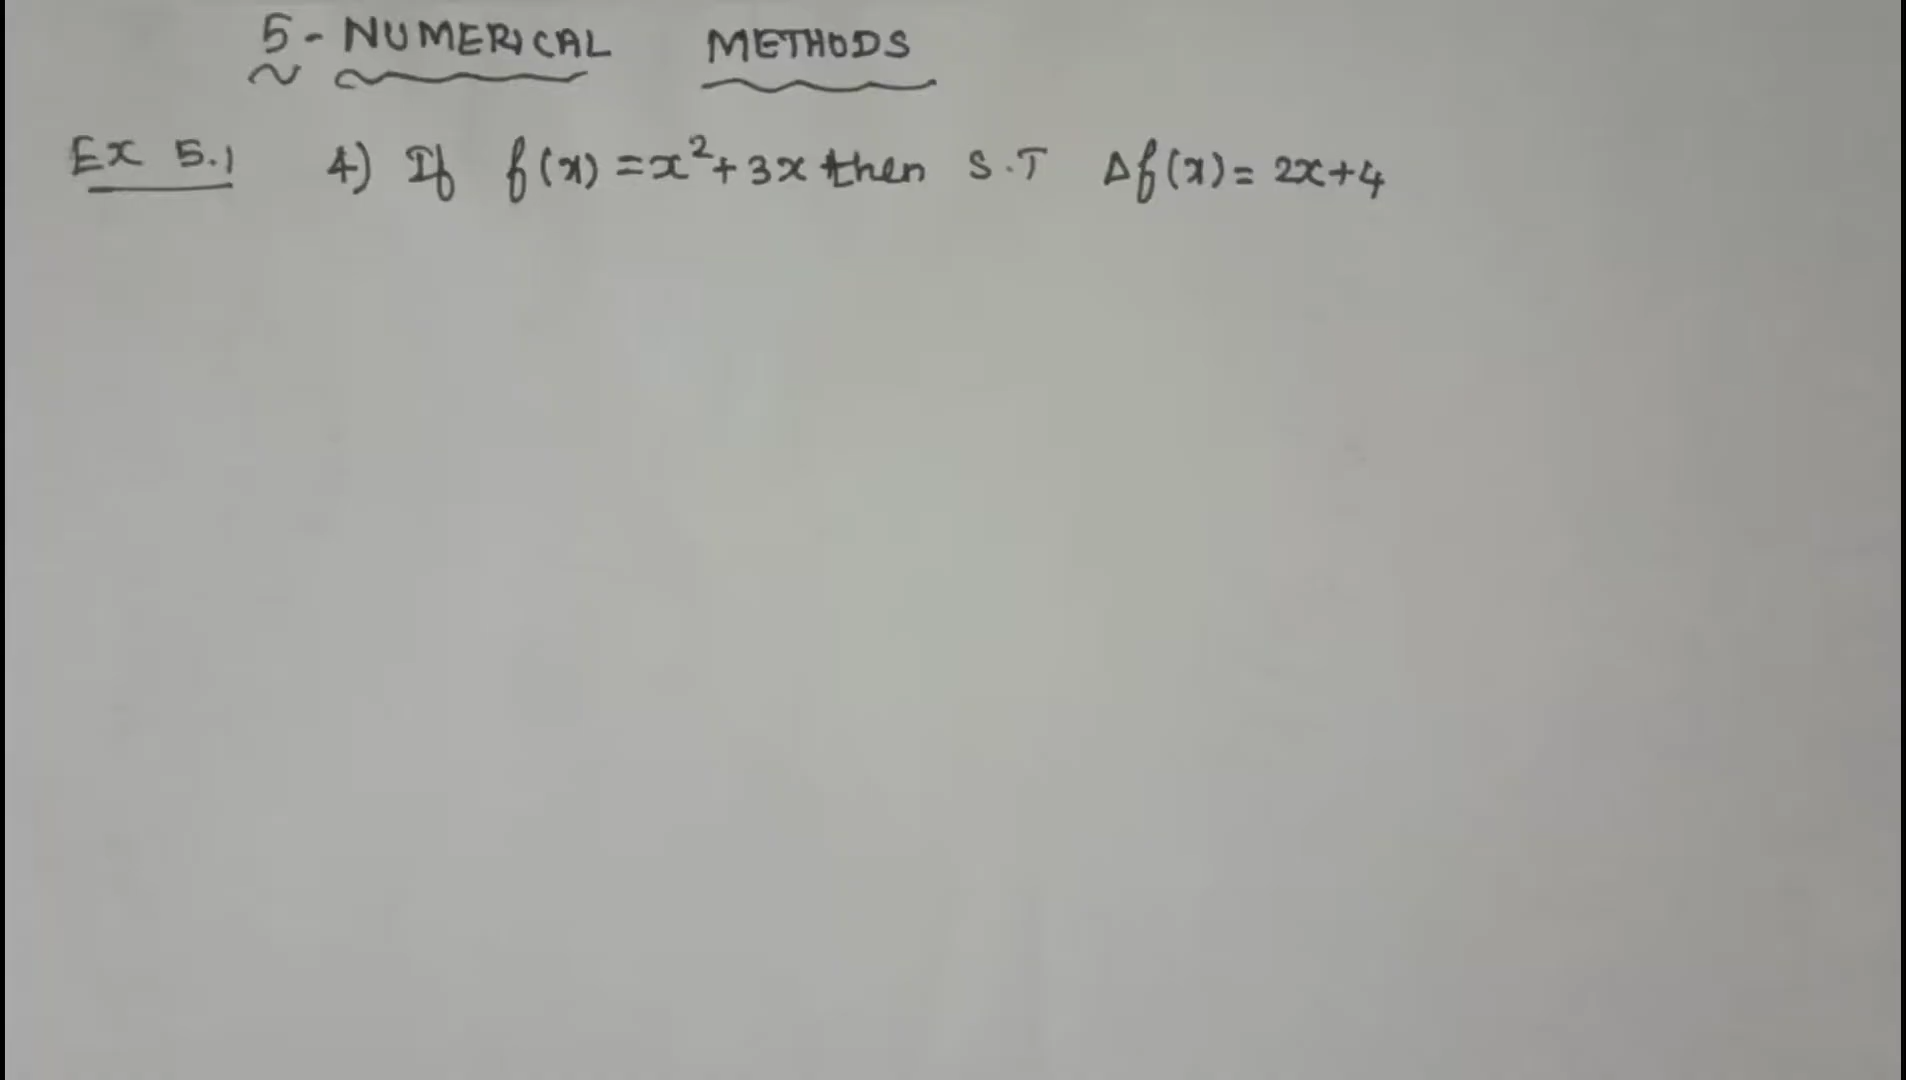 5 - NUMERICAL METHODS
Ex 5.1 4) If f(x) = x² + 3x then S.T Δf(x) = 2x+4